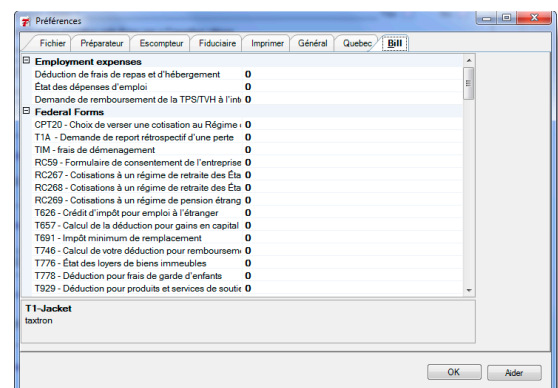 Préférences
Fichier Préparateur Escompteur Fiduciaire Imprimer Général Quebec Bill
Employment expenses
Déduction de frais de repas et d'hébergement 0
État des dépenses d'emploi 0
Demande de remboursement de la TPS/TVH à l'int 0
Federal Forms
CPT20 - Choix de verser une cotisation au Régime 0
T1A - Demande de report rétrospectif d'une perte 0
TIM - frais de démenagement 0
RC59 - Formulaire de consentement de l'entreprise 0
RC267 - Cotisations à un régime de retraite des Éta 0
RC268 - Cotisations à un régime de retraite des Éta 0
RC269 - Cotisations à un régime de pension étrang 0
T626 - Crédit d'impôt pour emploi à l'étranger 0
T657 - Calcul de la déduction pour gains en capital 0
T691 - Impôt minimum de remplacement 0
T746 - Calcul de votre déduction pour rembourseme 0
T776 - État des loyers de biens immeubles 0
T778 - Déduction pour frais de garde d'enfants 0
T929 - Déduction pour produits et services de soutie 0
T1-Jacket
taxtron
OK Aider